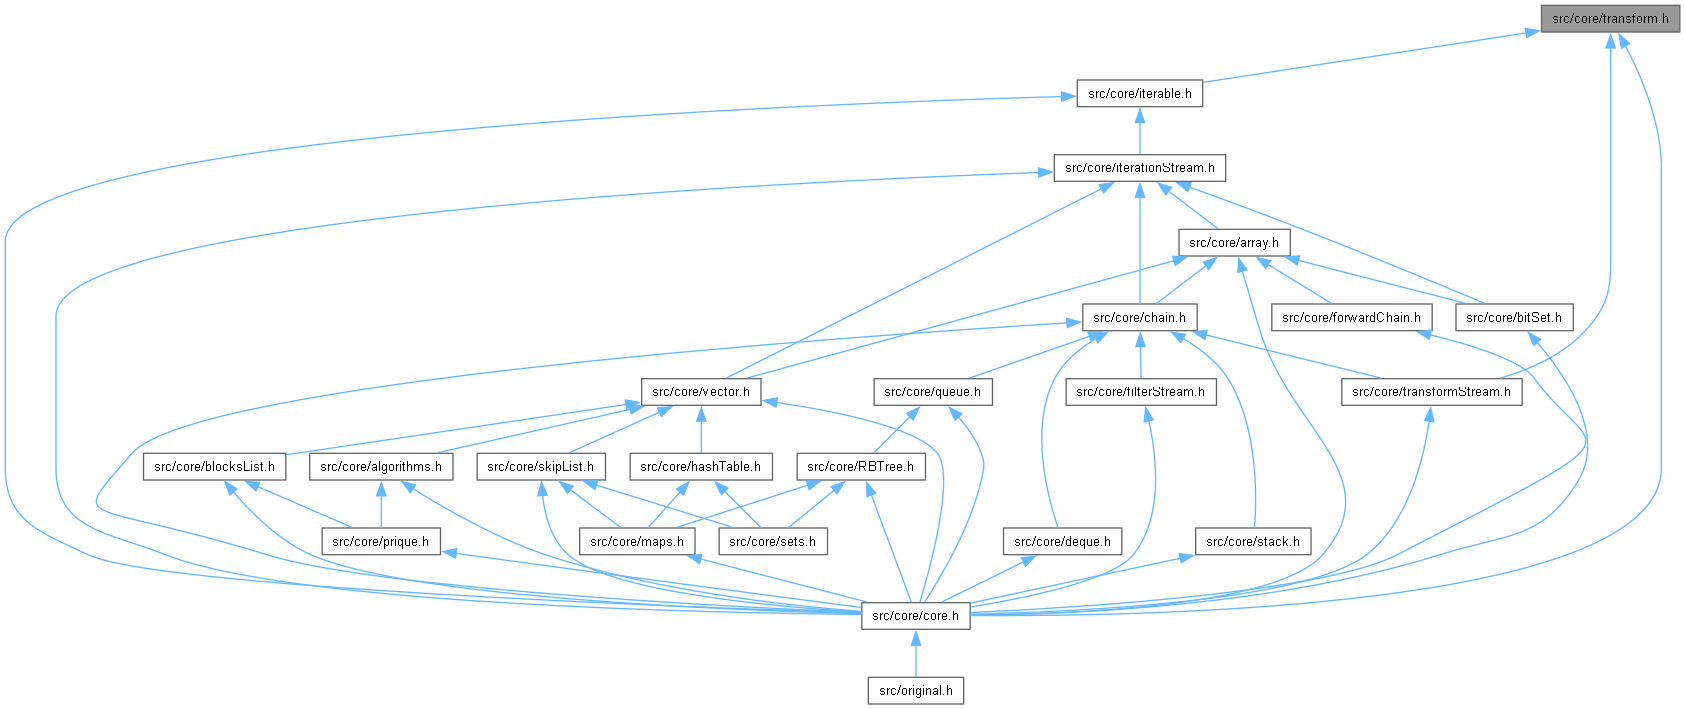 src/core/transform.h
src/core/iterable.h
src/core/iterationStream.h
src/core/array.h
src/core/chain.h
src/core/forwardChain.h
src/core/bitSet.h
src/core/vector.h
src/core/queue.h
src/core/filterStream.h
src/core/transformStream.h
src/core/blocksList.h
src/core/algorithms.h
src/core/skipList.h
src/core/hashTable.h
src/core/RBTree.h
src/core/prique.h
src/core/maps.h
src/core/sets.h
src/core/deque.h
src/core/stack.h
src/core/core.h
src/original.h